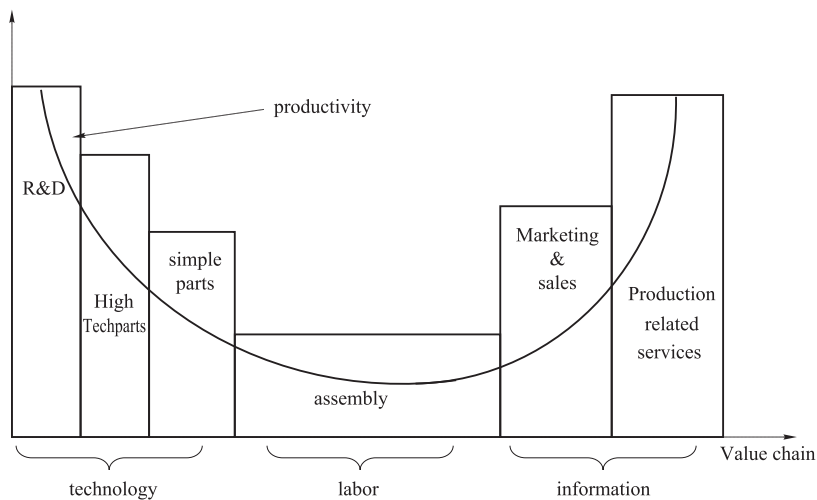 productivity
R&D
simple
parts
High
Techparts
assembly
Marketing
&
sales
Production
related
services
Value chain
technology
labor
information